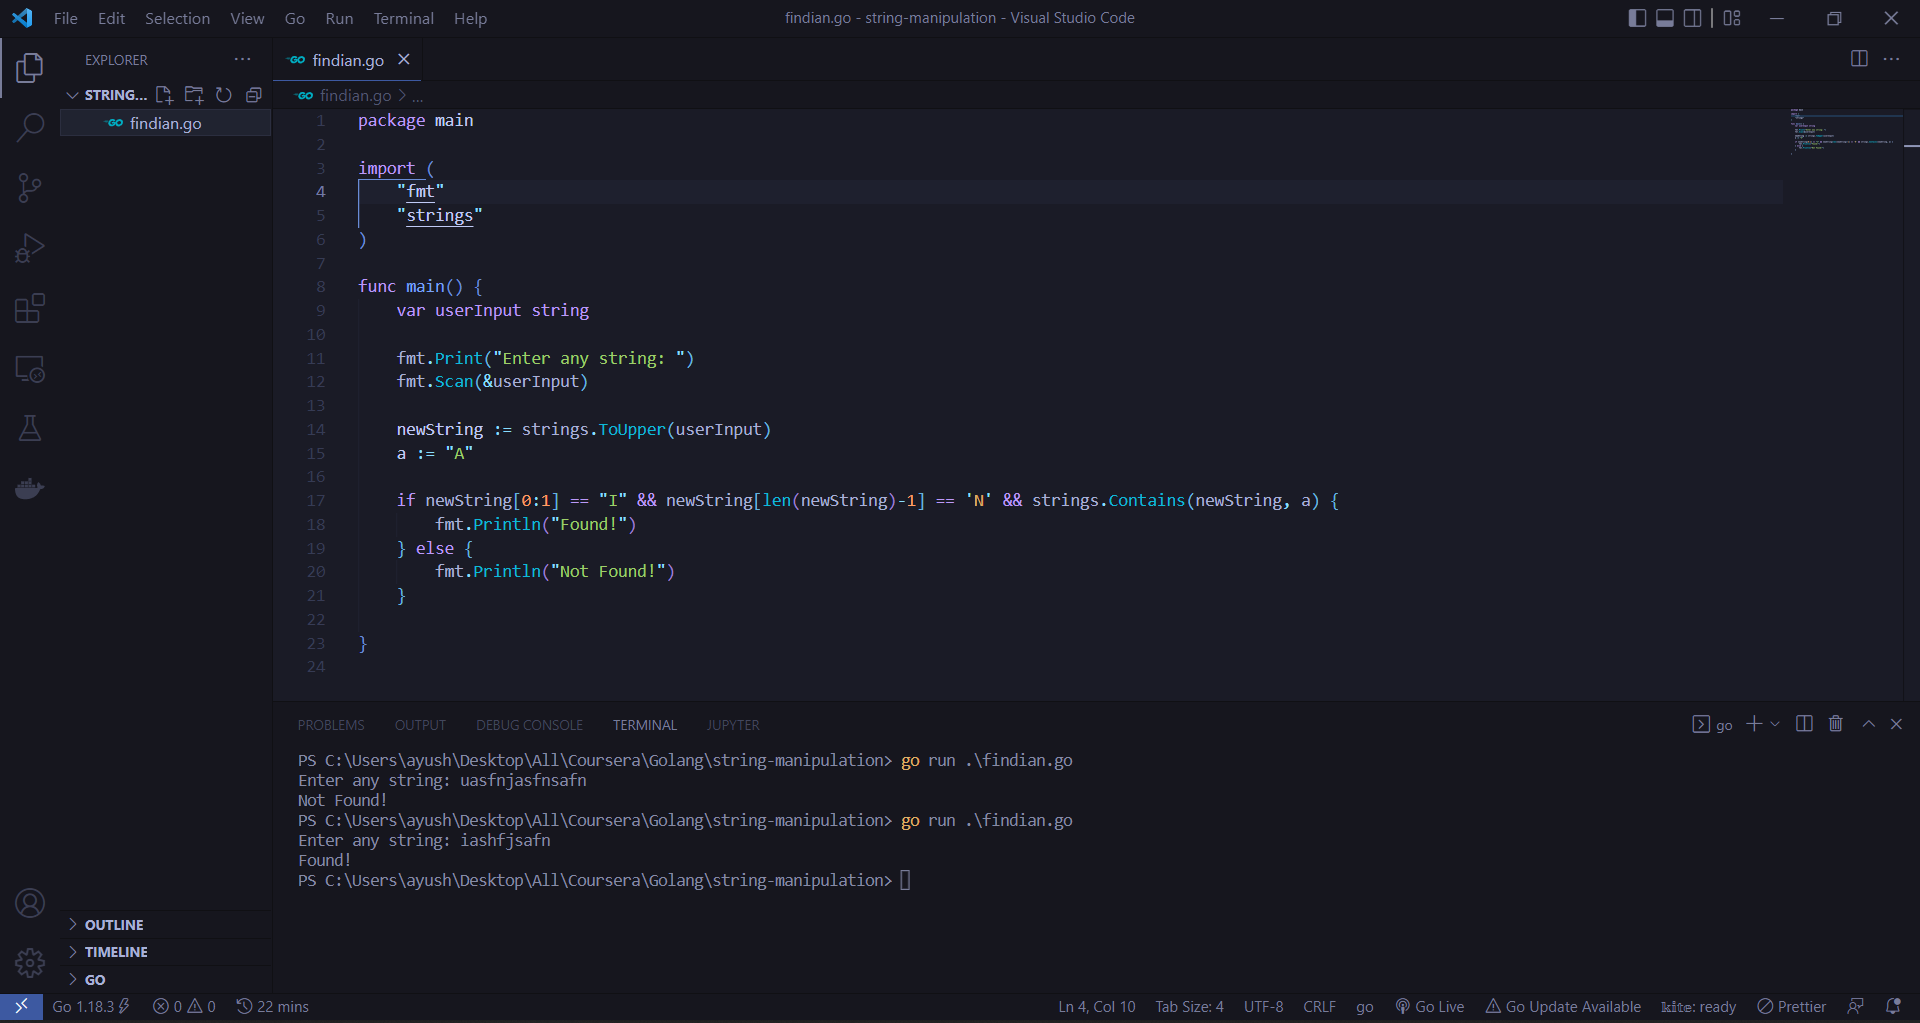 File Edit Selection View Go Run Terminal Help
findian.go - string-manipulation - Visual Studio Code
EXPLORER
STRING...
findian.go
GO findian.go
GO findian.go > ...
1 package main
2
3 import (
4 "fmt"
5 "strings"
6 )
7
8 func main() {
9 var userInput string
10
11 fmt.Print("Enter any string: ")
12 fmt.Scan(&userInput)
13
14 newString := strings.ToUpper(userInput)
15 a := "A"
16
17 if newString[0:1] == "I" && newString[len(newString)-1] == 'N' && strings.Contains(newString, a) {
18 fmt.Println("Found!")
19 } else {
20 fmt.Println("Not Found!")
21 }
22
23 }
24
PROBLEMS OUTPUT DEBUG CONSOLE TERMINAL JUPYTER
go
PS C:\Users\ayush\Desktop\All\Coursera\Golang\string-manipulation> go run .\findian.go
Enter any string: uasfnjasfnsafn
Not Found!
PS C:\Users\ayush\Desktop\All\Coursera\Golang\string-manipulation> go run .\findian.go
Enter any string: iashfjsafn
Found!
PS C:\Users\ayush\Desktop\All\Coursera\Golang\string-manipulation>
OUTLINE
TIMELINE
GO
Go 1.18.3 0 0 22 mins
Ln 4, Col 10 Tab Size: 4 UTF-8 CRLF go Go Live Go Update Available kite: ready Prettier